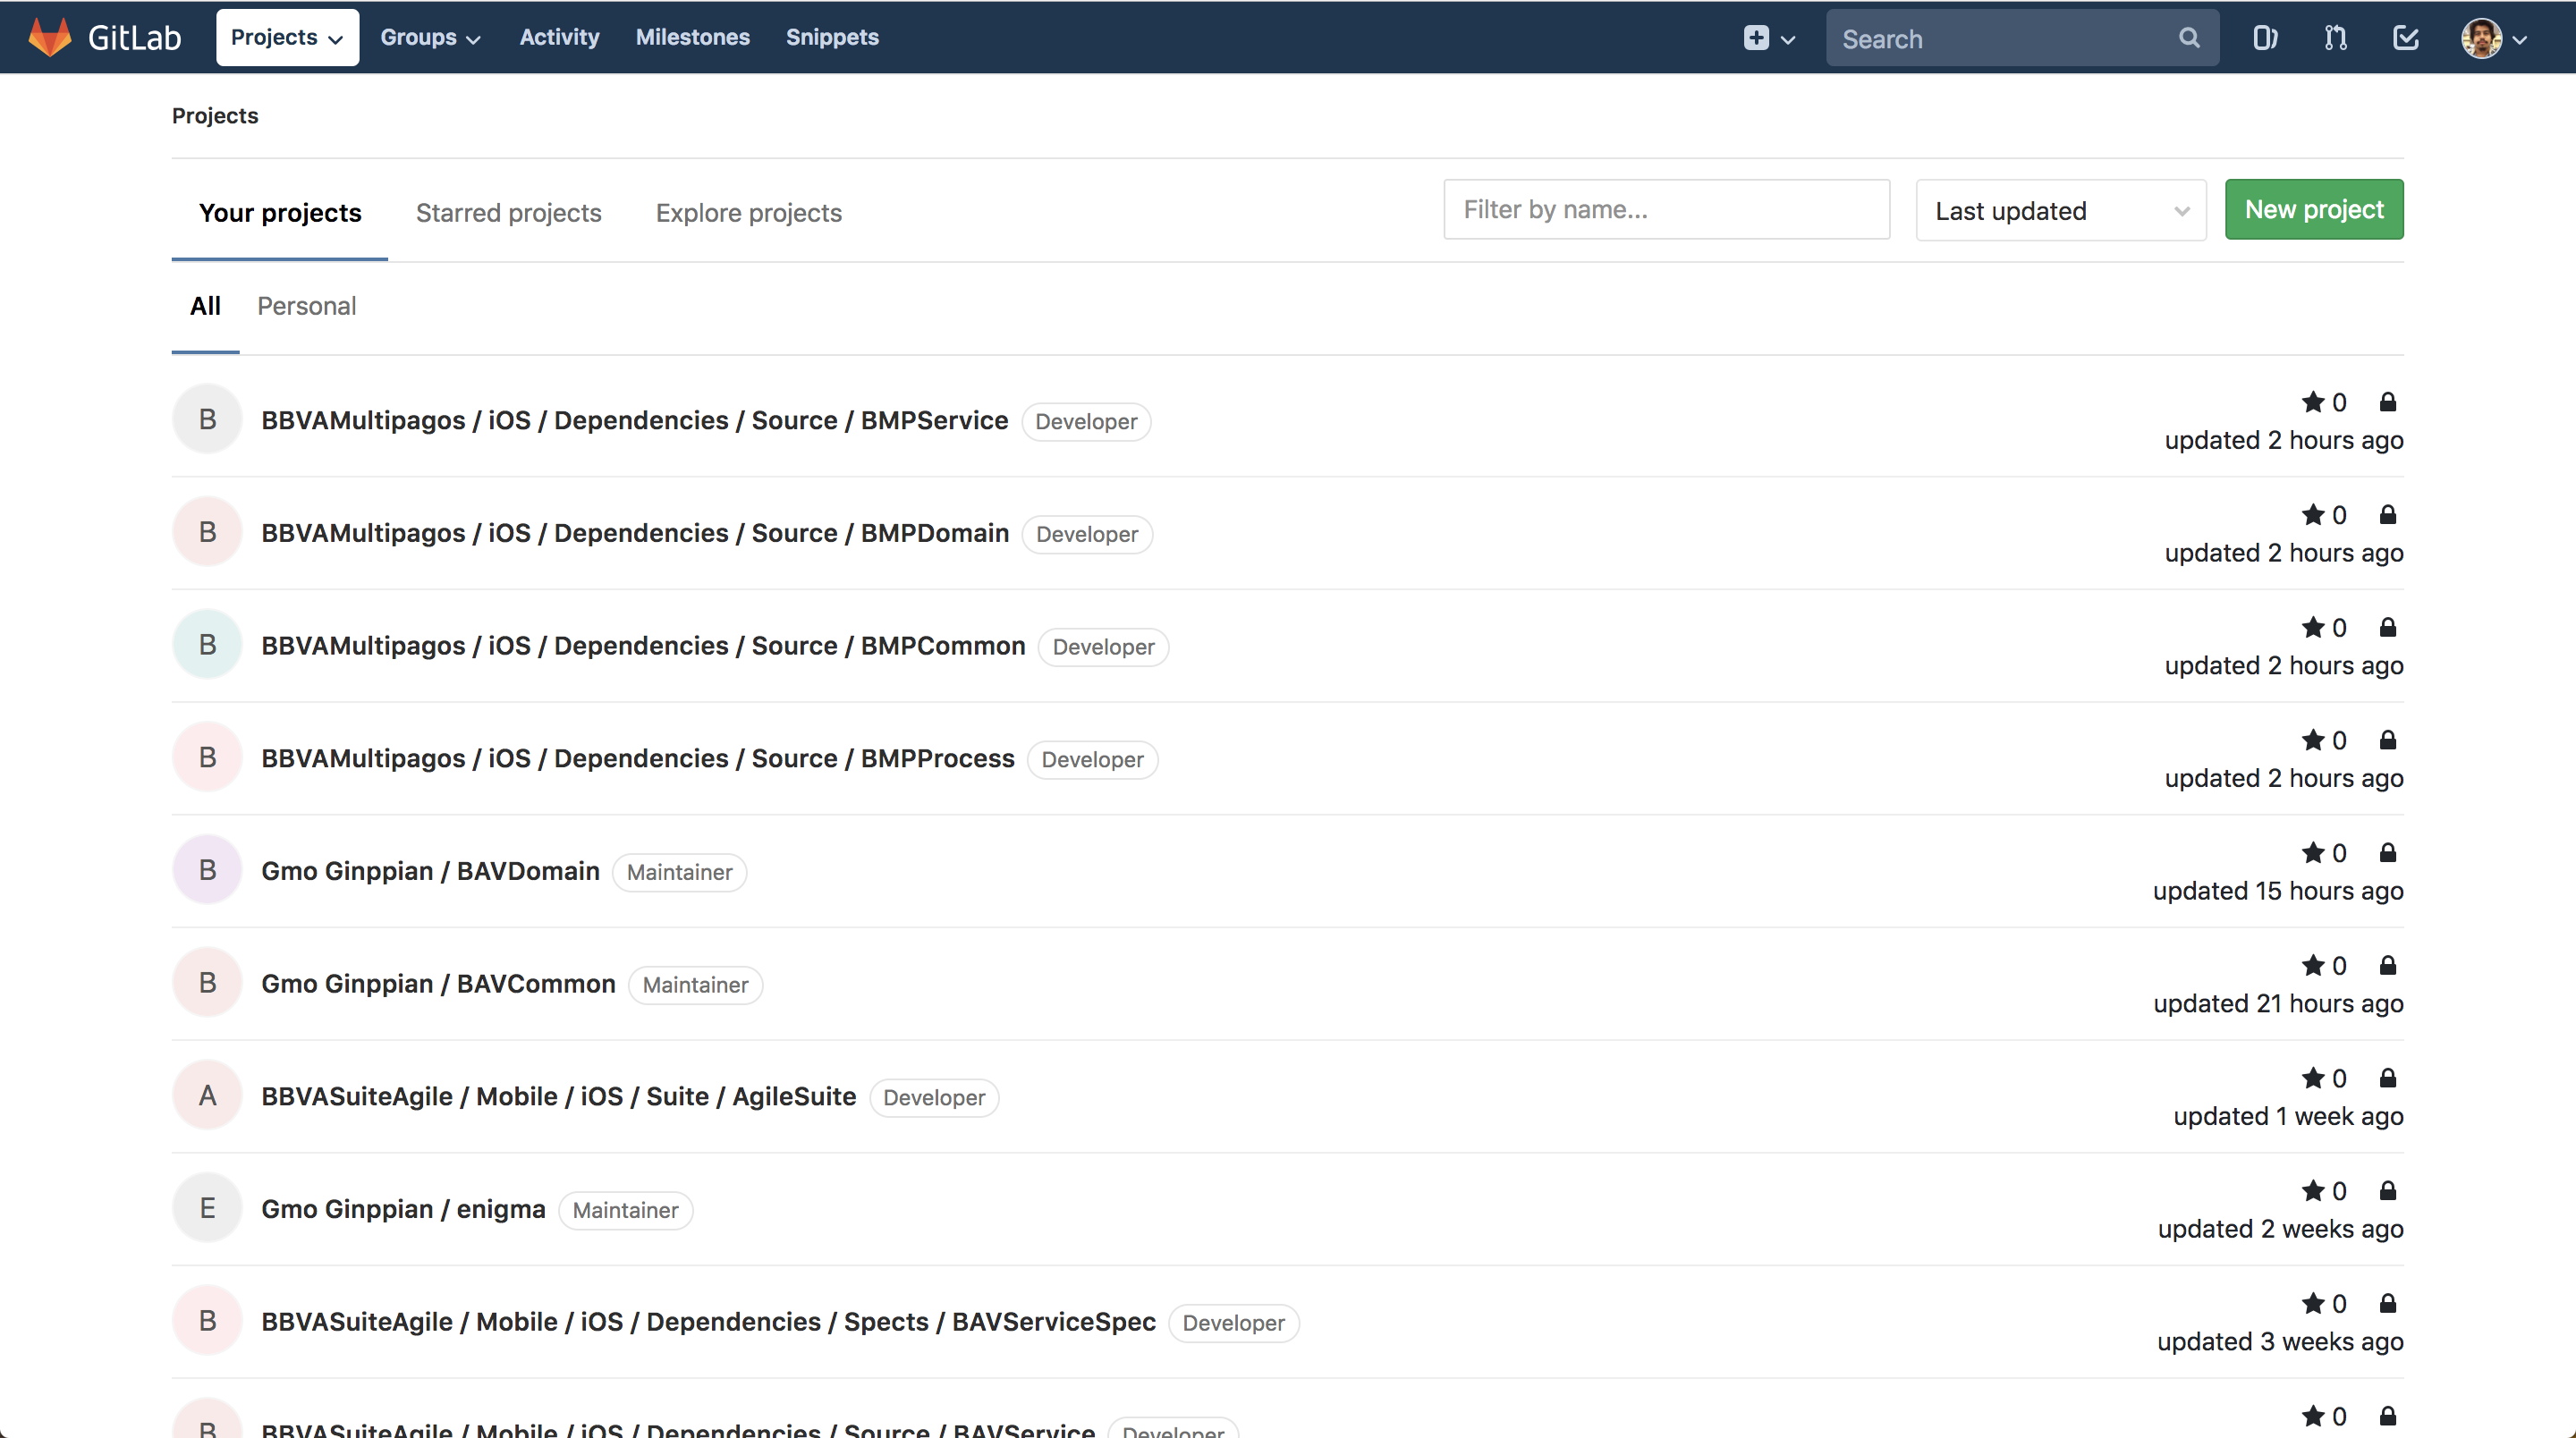 GitLab Projects Groups Activity Milestones Snippets Search
Projects
Your projects Starred projects Explore projects Filter by name... Last updated New project
All Personal
B BBVAMultipagos / iOS / Dependencies / Source / BMPService Developer 0
updated 2 hours ago
B BBVAMultipagos / iOS / Dependencies / Source / BMPDomain Developer 0
updated 2 hours ago
B BBVAMultipagos / iOS / Dependencies / Source / BMPCommon Developer 0
updated 2 hours ago
B BBVAMultipagos / iOS / Dependencies / Source / BMPProcess Developer 0
updated 2 hours ago
B Gmo Ginppian / BAVDomain Maintainer 0
updated 15 hours ago
B Gmo Ginppian / BAVCommon Maintainer 0
updated 21 hours ago
A BBVASuiteAgile / Mobile / iOS / Suite / AgileSuite Developer 0
updated 1 week ago
E Gmo Ginppian / enigma Maintainer 0
updated 2 weeks ago
B BBVASuiteAgile / Mobile / iOS / Dependencies / Spects / BAVServiceSpec Developer 0
updated 3 weeks ago
B BBVASuiteAgile / Mobile / iOS / Dependencies / Source / BAVService Developer 0